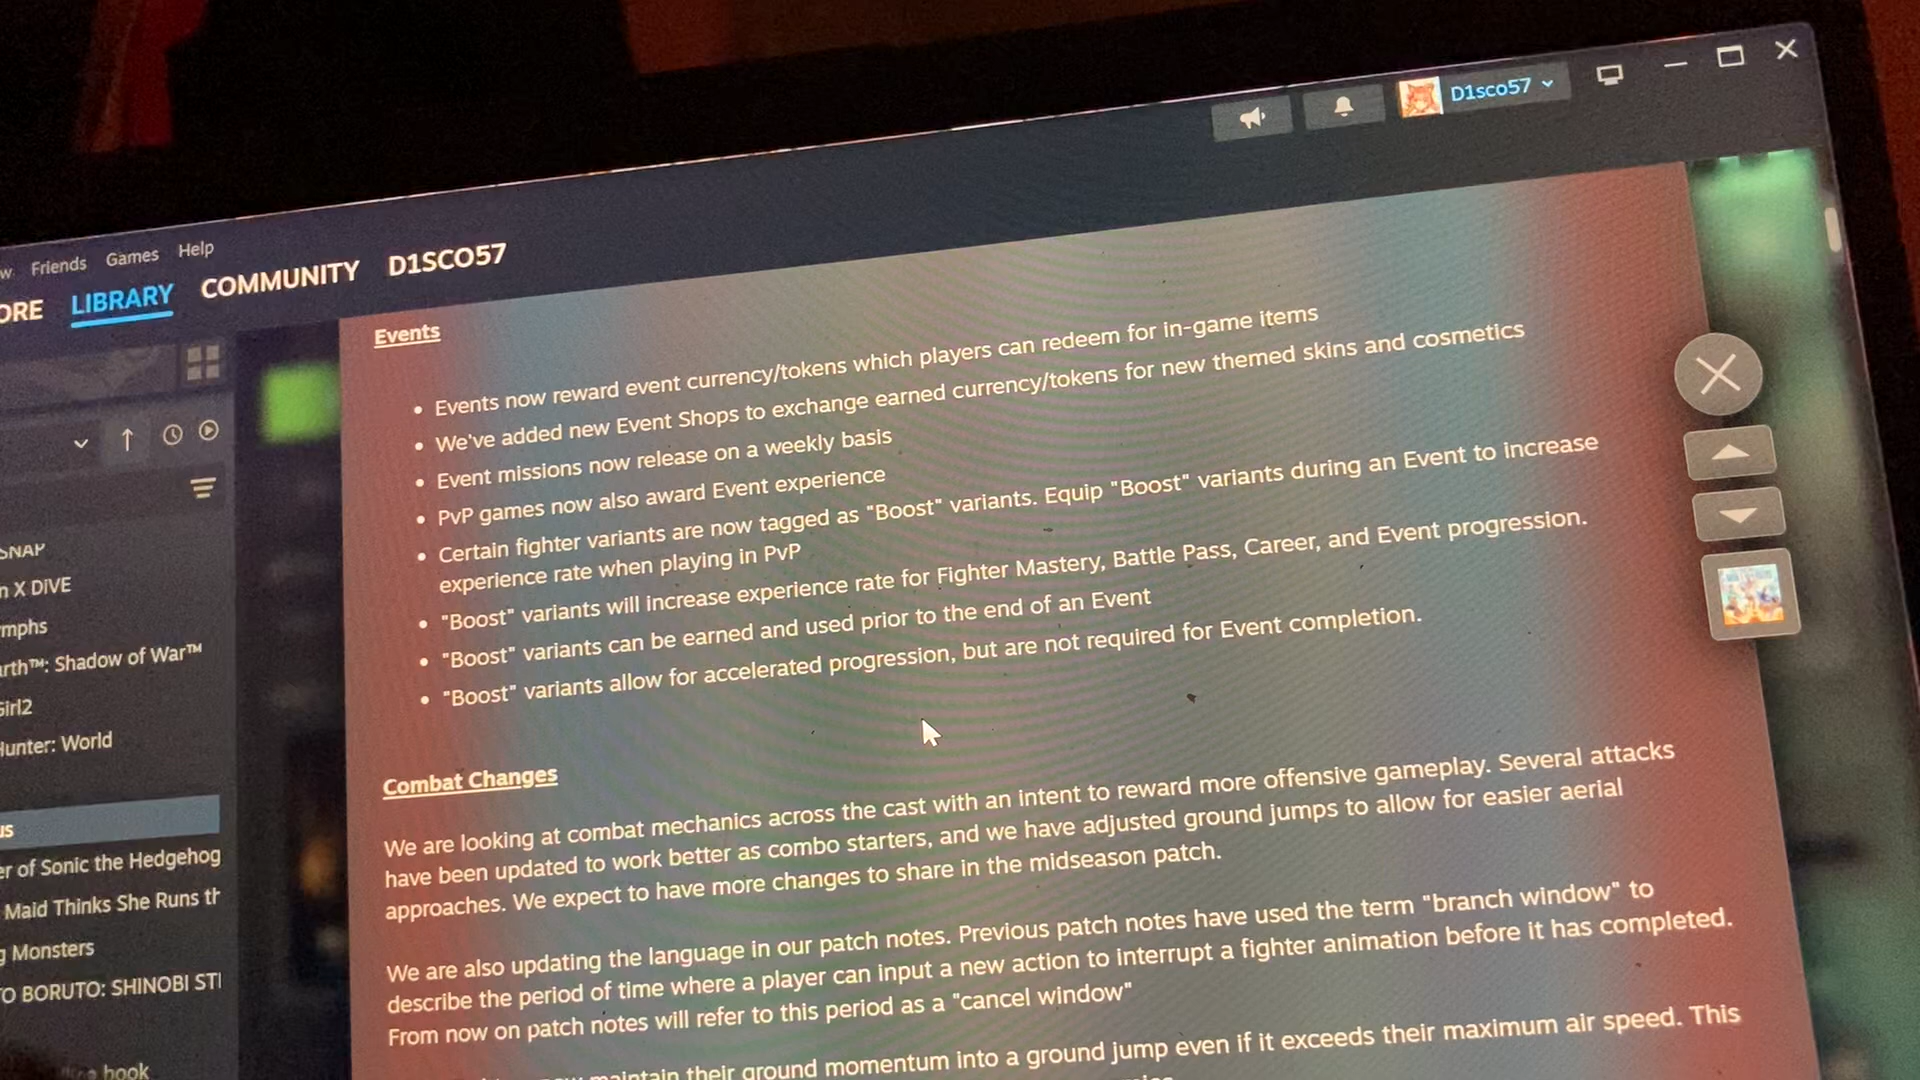 D1sco57
Friends Games Help
LIBRARY COMMUNITY D1SCO57
Events
• Events now reward event currency/tokens which players can redeem for in-game items
• We've added new Event Shops to exchange earned currency/tokens for new themed skins and cosmetics
• Event missions now release on a weekly basis
• PvP games now also award Event experience
• Certain fighter variants are now tagged as "Boost" variants. Equip "Boost" variants during an Event to increase
experience rate when playing in PvP
• "Boost" variants will increase experience rate for Fighter Mastery, Battle Pass, Career, and Event progression.
• "Boost" variants can be earned and used prior to the end of an Event
• "Boost" variants allow for accelerated progression, but are not required for Event completion.
Combat Changes
We are looking at combat mechanics across the cast with an intent to reward more offensive gameplay. Several attacks
have been updated to work better as combo starters, and we have adjusted ground jumps to allow for easier aerial
approaches. We expect to have more changes to share in the midseason patch.
We are also updating the language in our patch notes. Previous patch notes have used the term "branch window" to
describe the period of time where a player can input a new action to interrupt a fighter animation before it has completed.
From now on patch notes will refer to this period as a "cancel window"
maintain their ground momentum into a ground jump even if it exceeds their maximum air speed. This
SNAP
X DIVE
mphs
rth™: Shadow of War™
Girl2
Hunter: World
us
er of Sonic the Hedgehog
Maid Thinks She Runs th
g Monsters
TO BORUTO: SHINOBI STI
book